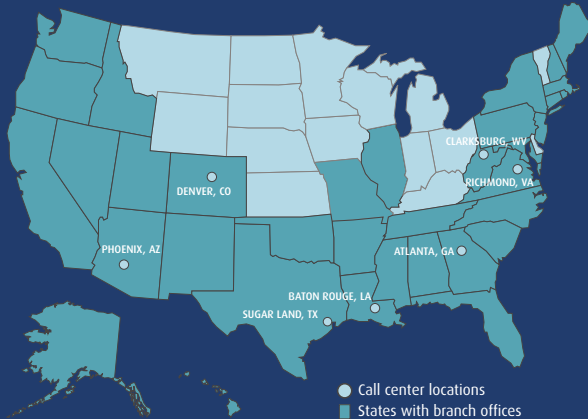 CLARKSBURG, WV
RICHMOND, VA
DENVER, CO
PHOENIX, AZ
ATLANTA, GA
BATON ROUGE, LA
SUGAR LAND, TX
Call center locations
States with branch offices